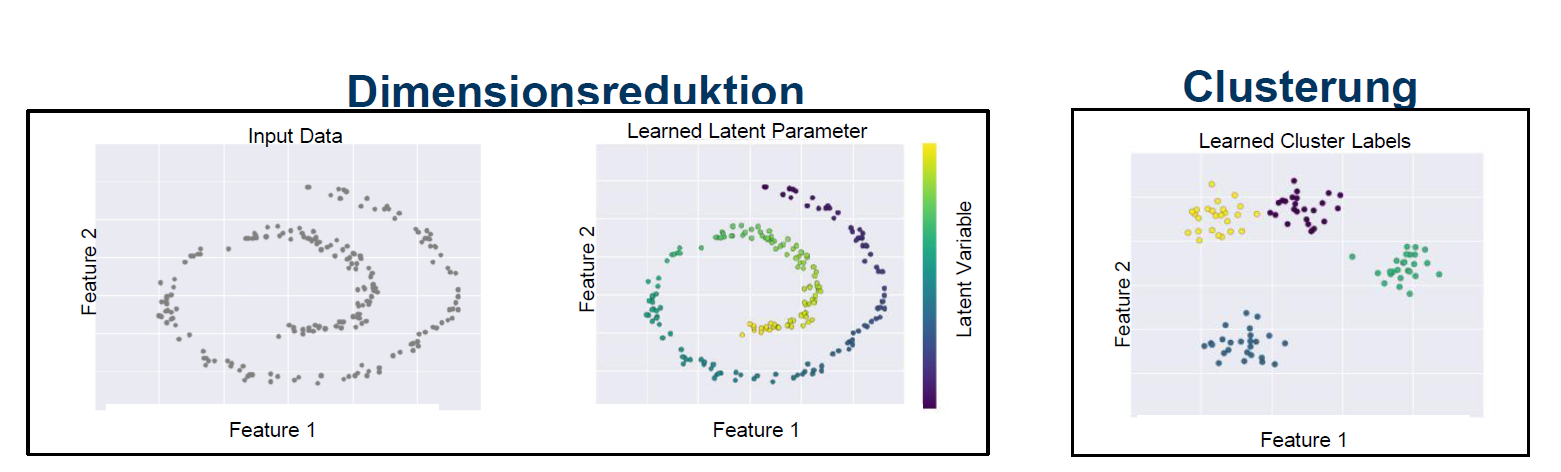 Dimensionsreduktion
Input Data
Feature 2
Feature 1
Learned Latent Parameter
Feature 2
Feature 1
Latent Variable
Clusterung
Learned Cluster Labels
Feature 2
Feature 1